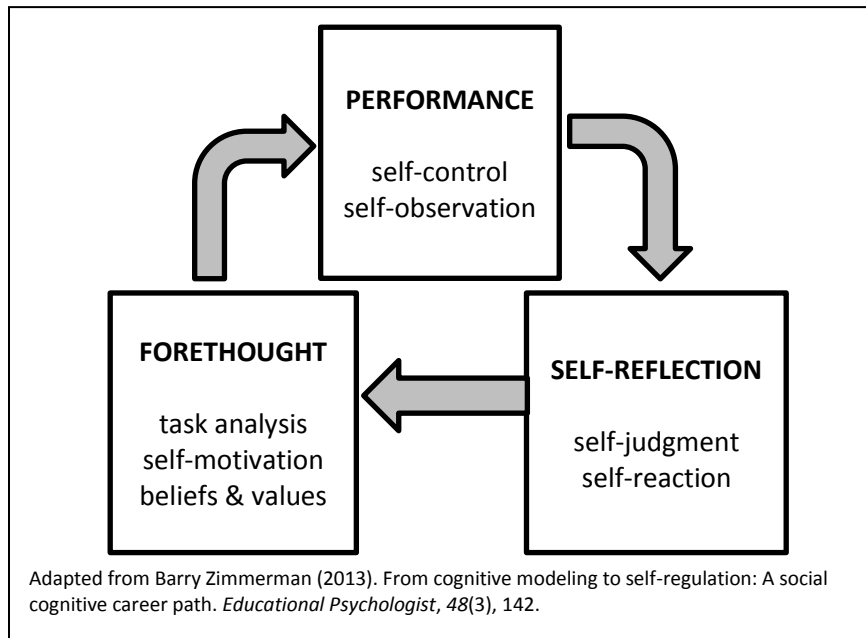 PERFORMANCE
self-control
self-observation
FORETHOUGHT
task analysis
self-motivation
beliefs & values
SELF-REFLECTION
self-judgment
self-reaction
Adapted from Barry Zimmerman (2013). From cognitive modeling to self-regulation: A social
cognitive career path. Educational Psychologist, 48(3), 142.